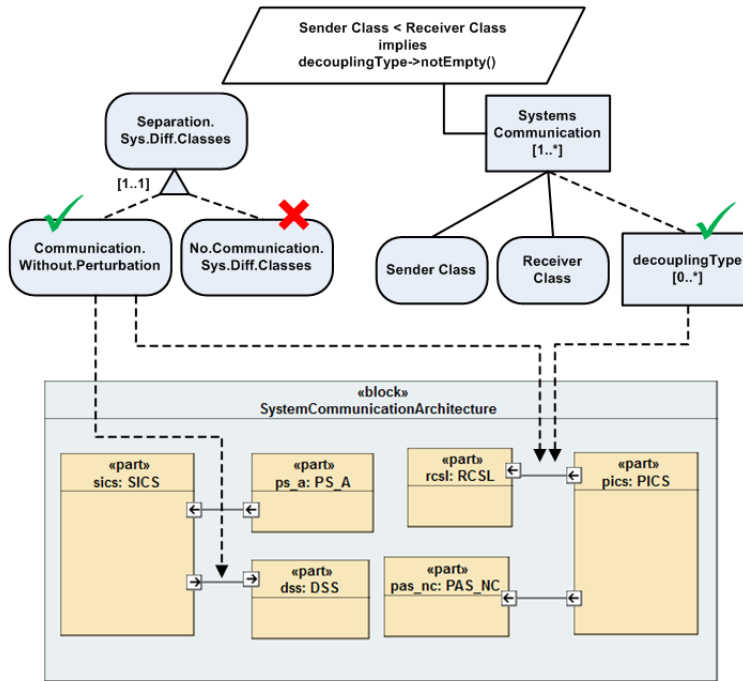 Sender Class < Receiver Class
implies
decouplingType->notEmpty()
Separation.
Sys.Diff.Classes
Systems
Communication
[1..*]
[1..1]
Communication.
Without.Perturbation
No.Communication.
Sys.Diff.Classes
Sender Class
Receiver
Class
decouplingType
[0..*]
«block»
SystemCommunicationArchitecture
«part»
sics: SICS
«part»
ps_a: PS_A
«part»
rcsl: RCSL
«part»
pics: PICS
«part»
dss: DSS
«part»
pas_nc: PAS_NC